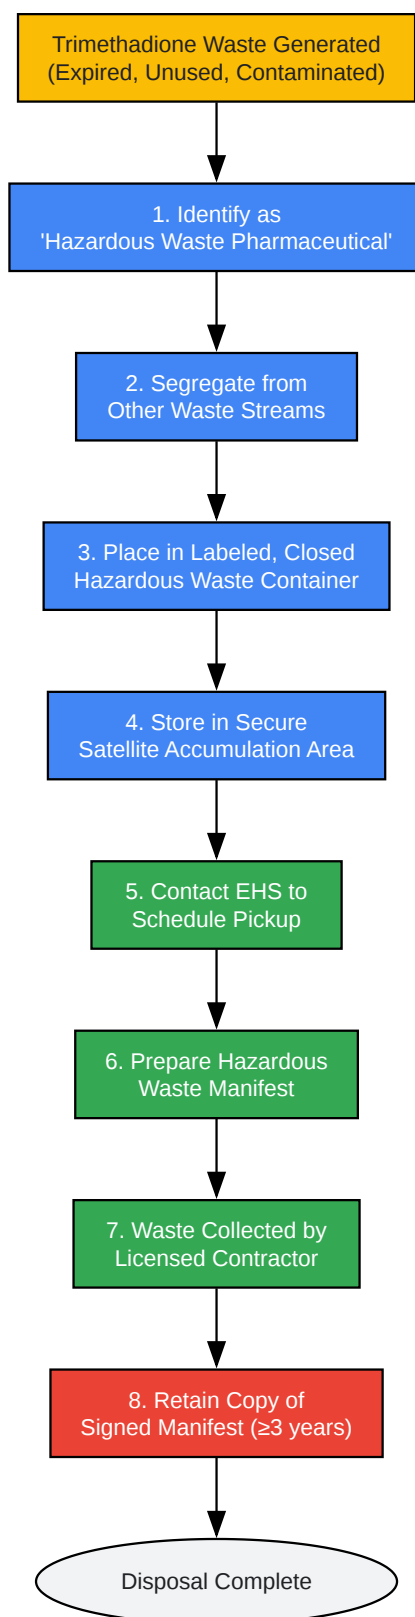 Trimethadione Waste Generated
(Expired, Unused, Contaminated)
1. Identify as
'Hazardous Waste Pharmaceutical'
2. Segregate from
Other Waste Streams
3. Place in Labeled, Closed
Hazardous Waste Container
4. Store in Secure
Satellite Accumulation Area
5. Contact EHS to
Schedule Pickup
6. Prepare Hazardous
Waste Manifest
7. Waste Collected by
Licensed Contractor
8. Retain Copy of
Signed Manifest (≥3 years)
Disposal Complete